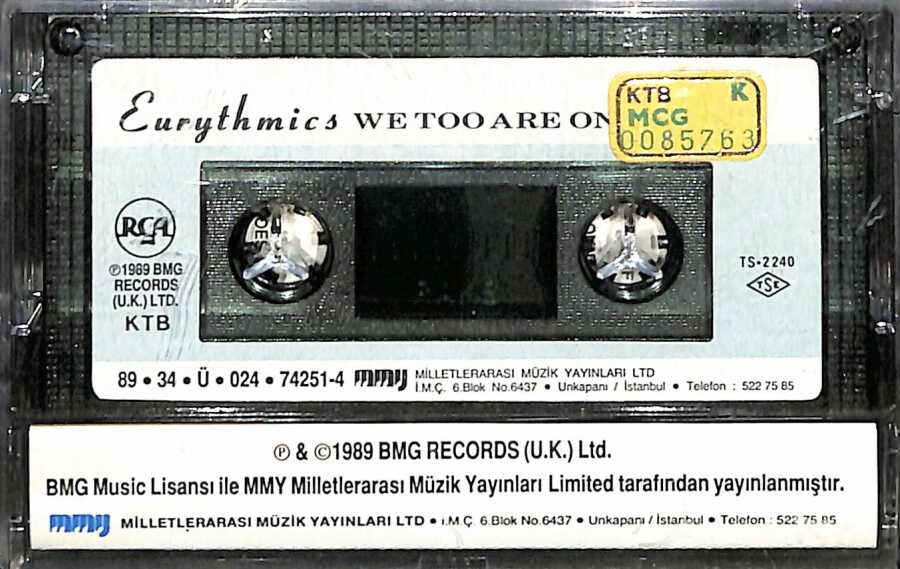 Eurythmics WE TOO ARE ON
KTB K
MCG
0085763
RCA
℗1989 BMG
RECORDS
(U.K.) LTD.
KTB
TS•2240
TSE
89 • 34 • Ü • 024 • 74251-4 mmy MİLLETLERARASI MÜZİK YAYINLARI LTD
İ.M.Ç. 6.Blok No.6437 • Unkapanı / İstanbul • Telefon : 522 75 85
℗ & ©1989 BMG RECORDS (U.K.) Ltd.
BMG Music Lisansı ile MMY Milletlerarası Müzik Yayınları Limited tarafından yayınlanmıştır.
mmy MİLLETLERARASI MÜZİK YAYINLARI LTD • İ.M.Ç. 6.Blok No.6437 • Unkapanı / İstanbul • Telefon : 522 75 85